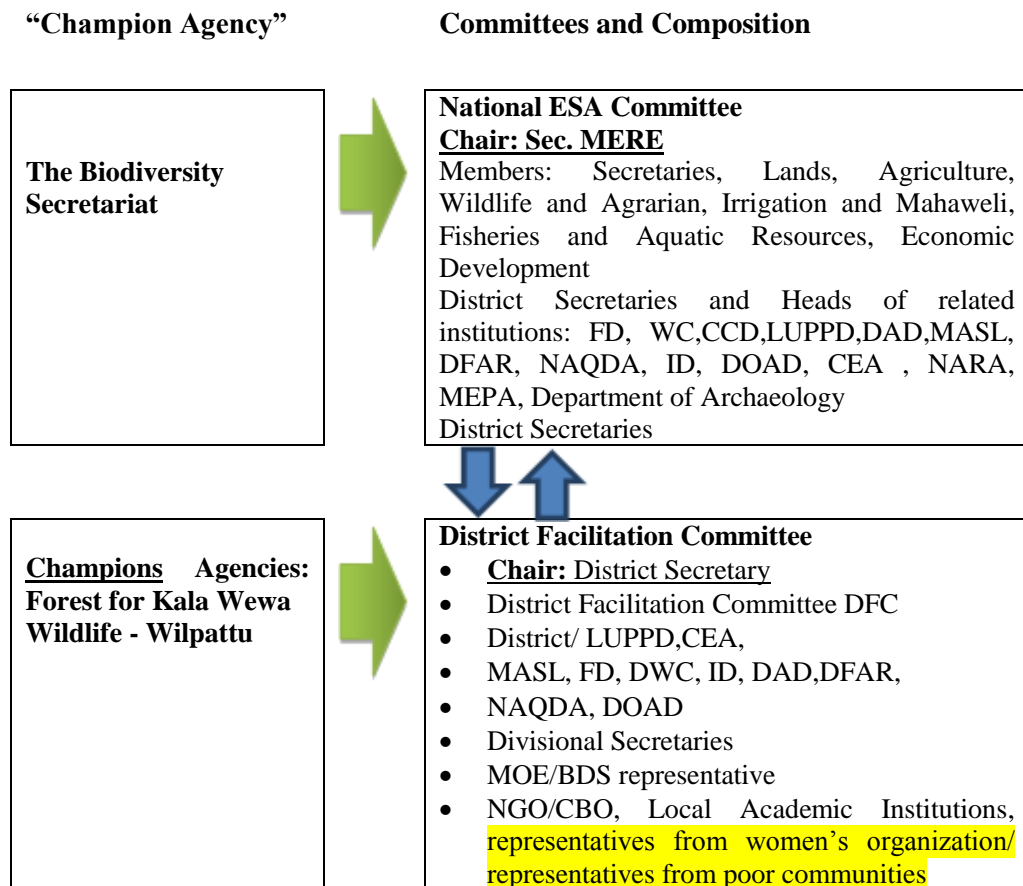 “Champion Agency”
Committees and Composition
The Biodiversity
Secretariat
National ESA Committee
Chair: Sec. MERE
Members: Secretaries, Lands, Agriculture,
Wildlife and Agrarian, Irrigation and Mahaweli,
Fisheries and Aquatic Resources, Economic
Development
District Secretaries and Heads of related
institutions: FD, WC,CCD,LUPPD,DAD,MASL,
DFAR, NAQDA, ID, DOAD, CEA , NARA,
MEPA, Department of Archaeology
District Secretaries
Champions Agencies:
Forest for Kala Wewa
Wildlife - Wilpattu
District Facilitation Committee
• Chair: District Secretary
• District Facilitation Committee DFC
• District/ LUPPD,CEA,
• MASL, FD, DWC, ID, DAD,DFAR,
• NAQDA, DOAD
• Divisional Secretaries
• MOE/BDS representative
• NGO/CBO, Local Academic Institutions,
representatives from women’s organization/
representatives from poor communities